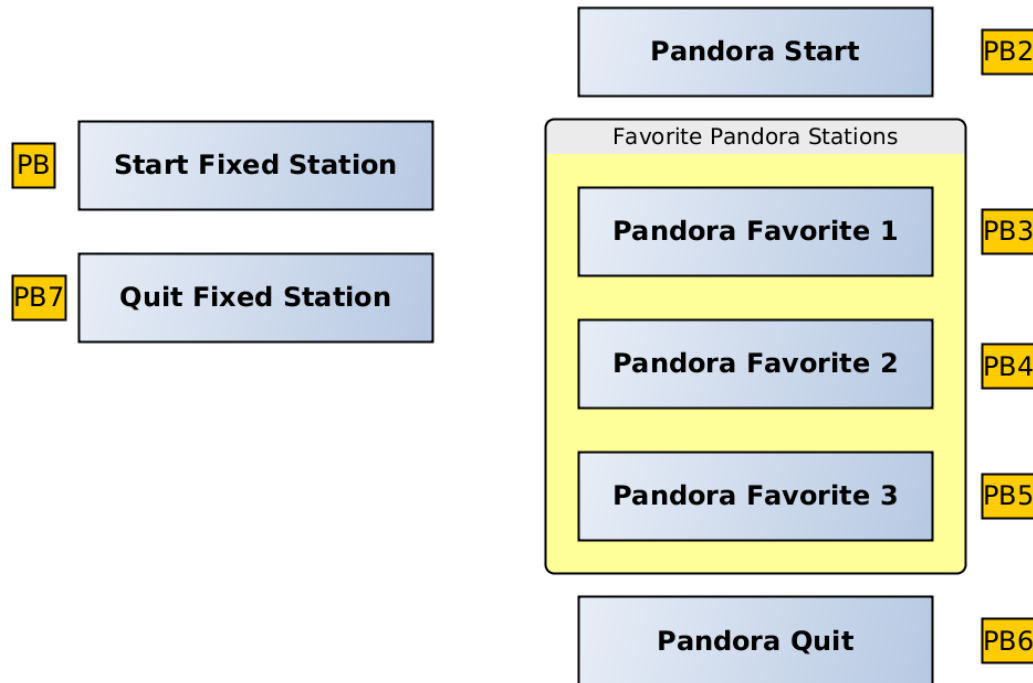 Pandora Start
PB2
Favorite Pandora Stations
PB
Start Fixed Station
Pandora Favorite 1
PB3
PB7
Quit Fixed Station
Pandora Favorite 2
PB4
Pandora Favorite 3
PB5
Pandora Quit
PB6